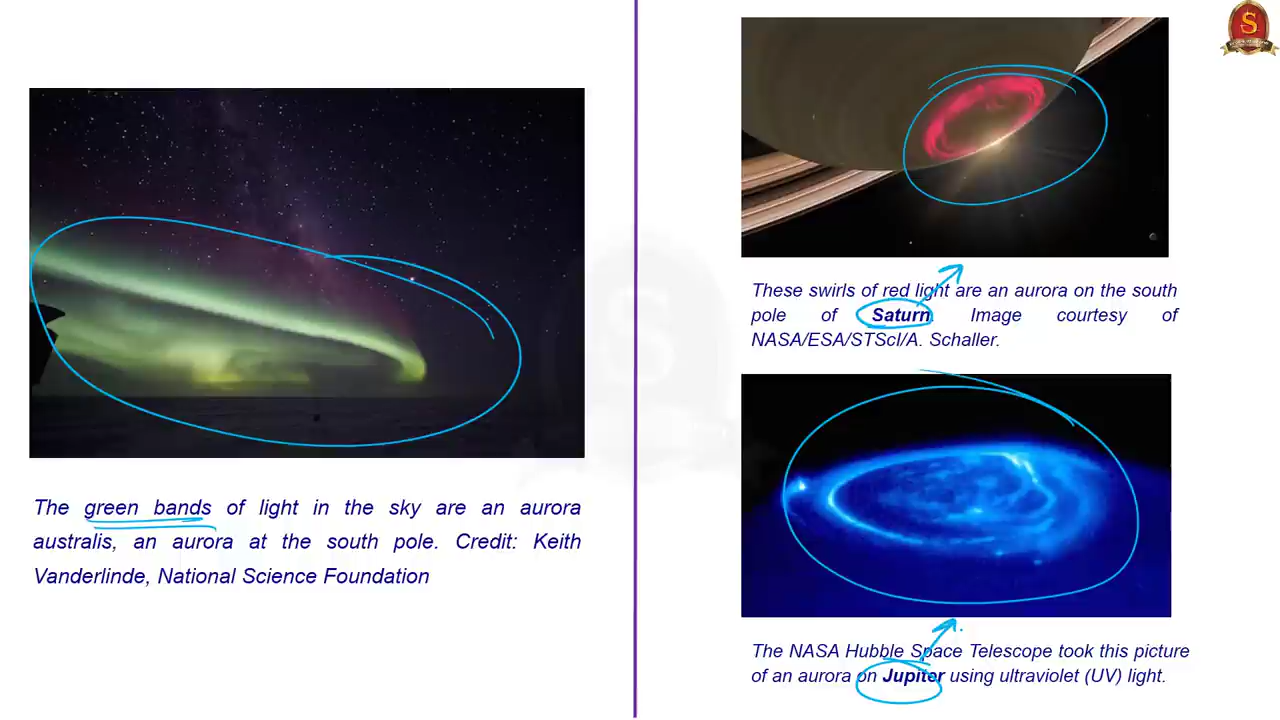 The green bands of light in the sky are an aurora
australis, an aurora at the south pole. Credit: Keith
Vanderlinde, National Science Foundation
These swirls of red light are an aurora on the south
pole of Saturn. Image courtesy of
NASA/ESA/STScI/A. Schaller.
The NASA Hubble Space Telescope took this picture
of an aurora on Jupiter using ultraviolet (UV) light.
S
S